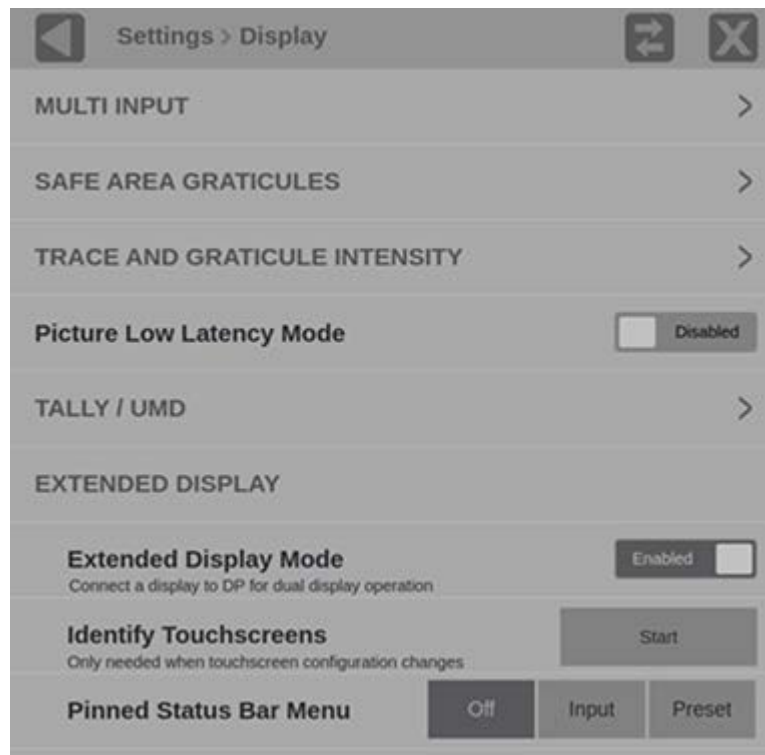 Settings > Display
MULTI INPUT
SAFE AREA GRATICULES
TRACE AND GRATICULE INTENSITY
Picture Low Latency Mode Disabled
TALLY / UMD
EXTENDED DISPLAY
Extended Display Mode Enabled
Connect a display to DP for dual display operation
Identify Touchscreens Start
Only needed when touchscreen configuration changes
Pinned Status Bar Menu Off Input Preset